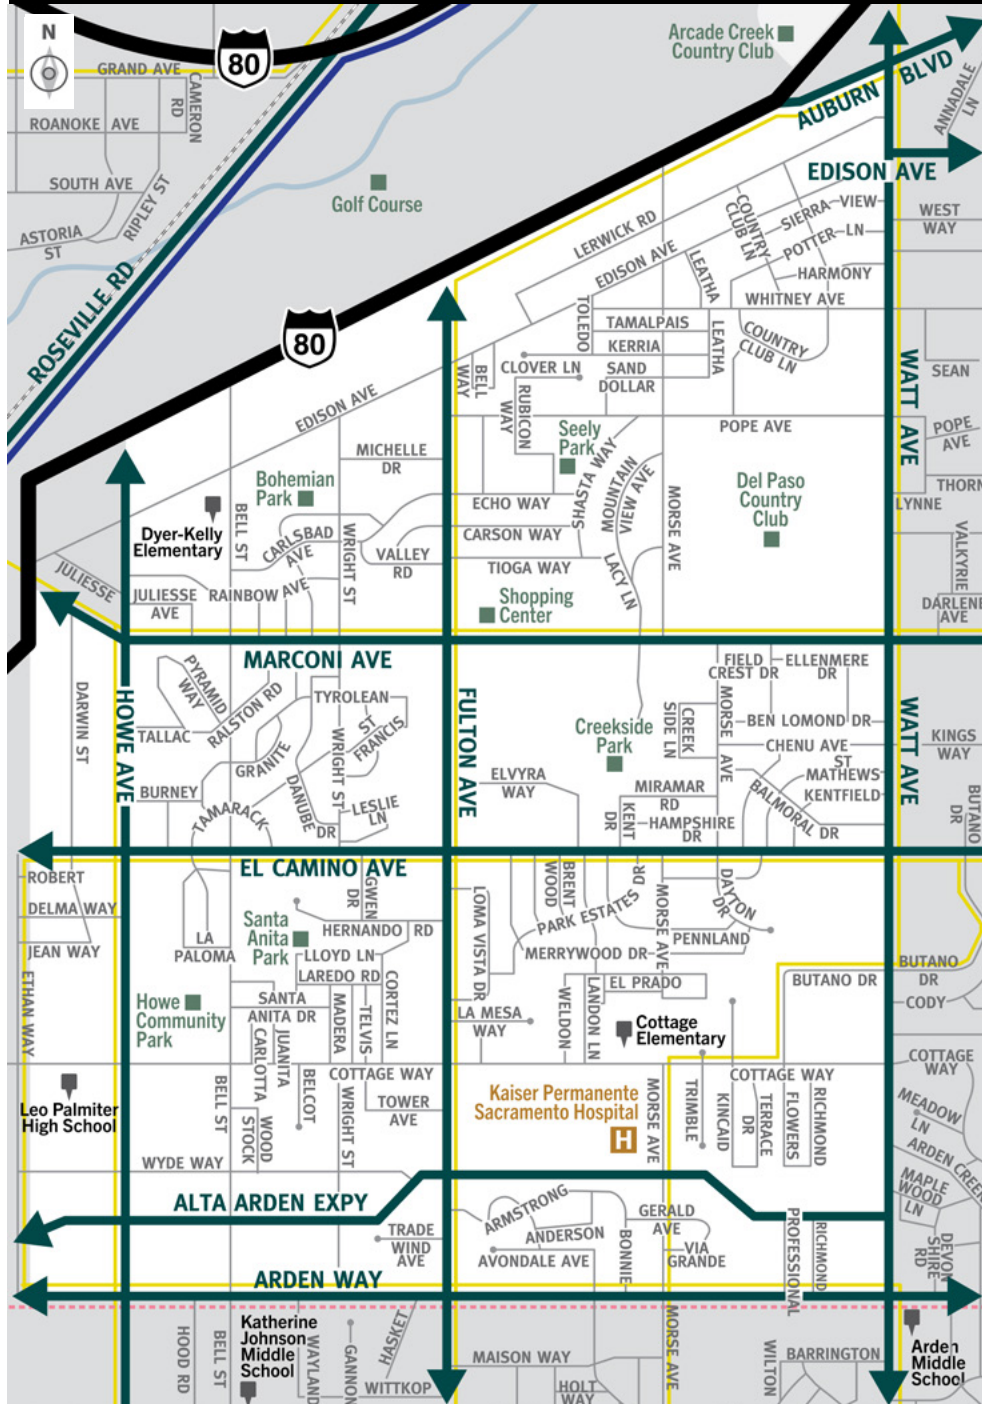 N
80
GRAND AVE
CAMERON
RD
ROANOKE AVE
SOUTH AVE
RIPLEY ST
ASTORIA
ST
ROSEVILLE RD
Golf Course
Arcade Creek
Country Club
AUBURN BLVD
ANNADALE
LN
EDISON AVE
WEST
WAY
LERWICK RD
EDISON AVE
COUNTRY
CLUB LN
SIERRA VIEW
POTTER LN
HARMONY
WHITNEY AVE
LEATHA
TOLEDO
TAMALPAIS
KERRIA
LEATHA
COUNTRY
CLUB LN
80
CLOVER LN
SAND
DOLLAR
BELL
WAY
RUBICON
WAY
EDISON AVE
WATT AVE
SEAN
POPE AVE
POPE
AVE
THORN
LYNNE
MICHELLE
DR
Seely
Park
SHASTA WAY
MOUNTAIN
VIEW AVE
MORSE AVE
Del Paso
Country
Club
Bohemian
Park
Dyer-Kelly
Elementary
BELL ST
CARLSBAD
AVE
WRIGHT ST
VALLEY
RD
ECHO WAY
CARSON WAY
TIOGA WAY
LACY LN
VALKYRIE
DARLENE
AVE
JULIESSE
JULIESSE
AVE
RAINBOW AVE
Shopping
Center
MARCONI AVE
PYRAMID
WAY
RALSTON RD
TALLAC
TYROLEAN
ST
FRANCIS
GRANITE
WRIGHT ST
DANUBE
DR
LESLIE
LN
BURNEY
TAMARACK
DARWIN ST
HOWE AVE
FULTON AVE
FIELD
CREST DR
ELLENMERE
DR
MORSE
AVE
CREEK
SIDE LN
BEN LOMOND DR
CHENU AVE
ST
MATHEWS
KENTFIELD
BALMORAL DR
Creekside
Park
ELVYRA
WAY
MIRAMAR
RD
KENT
DR
HAMPSHIRE
DR
WATT AVE
KINGS
WAY
BUTANO
DR
EL CAMINO AVE
ROBERT
DELMA WAY
JEAN WAY
ETHAN WAY
LA
PALOMA
Santa
Anita
Park
GWEN
DR
HERNANDO RD
LLOYD LN
LAREDO RD
SANTA
ANITA DR
MADERA
TELVIS
CORTEZ LN
CARLOTTA
JUANITA
Howe
Community
Park
LOMA VISTA DR
BRENT
WOOD
DR
PARK ESTATES
MORSE AVE
DAYTON
DR
PENNLAND
MERRYWOOD DR
EL PRADO
WELDON
LANDON LN
LA MESA
WAY
Cottage
Elementary
BUTANO DR
BUTANO
DR
CODY
COTTAGE
WAY
Leo Palmiter
High School
BELL ST
WOOD
STOCK
BELCOT
COTTAGE WAY
WRIGHT ST
TOWER
AVE
Kaiser Permanente
Sacramento Hospital
H
MORSE AVE
TRIMBLE
KINCAID
COTTAGE WAY
TERRACE
DR
FLOWERS
RICHMOND
MEADOW
LN
ARDEN CREEK
MAPLE
WOOD
LN
DEVON
SHIRE
RD
WYDE WAY
ALTA ARDEN EXPY
TRADE
WIND
AVE
ARMSTRONG
ANDERSON
AVONDALE AVE
BONNIE
GERALD
AVE
VIA
GRANDE
PROFESSIONAL
RICHMOND
ARDEN WAY
HOOD RD
BELL ST
Katherine
Johnson
Middle
School
WAYLAND
GANNON
HASKET
WITTKOP
MAISON WAY
HOLT
WAY
MORSE AVE
WILTON
BARRINGTON
Arden
Middle
School